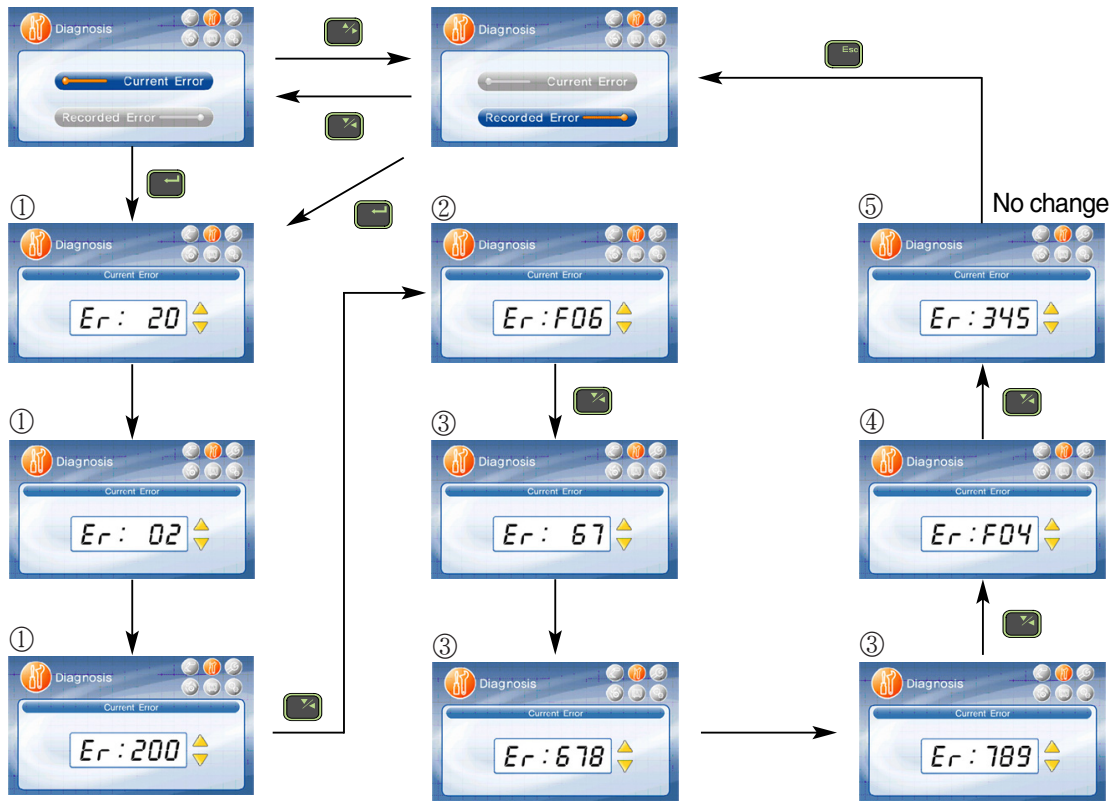 Diagnosis
Current Error
Recorded Error
Diagnosis
Current Error
Recorded Error
Esc
①
Diagnosis
Current Error
Er: 20
②
Diagnosis
Current Error
Er:F06
⑤
No change
Diagnosis
Current Error
Er:345
①
Diagnosis
Current Error
Er: 02
③
Diagnosis
Current Error
Er: 67
④
Diagnosis
Current Error
Er:F04
①
Diagnosis
Current Error
Er:200
③
Diagnosis
Current Error
Er:678
③
Diagnosis
Current Error
Er:789